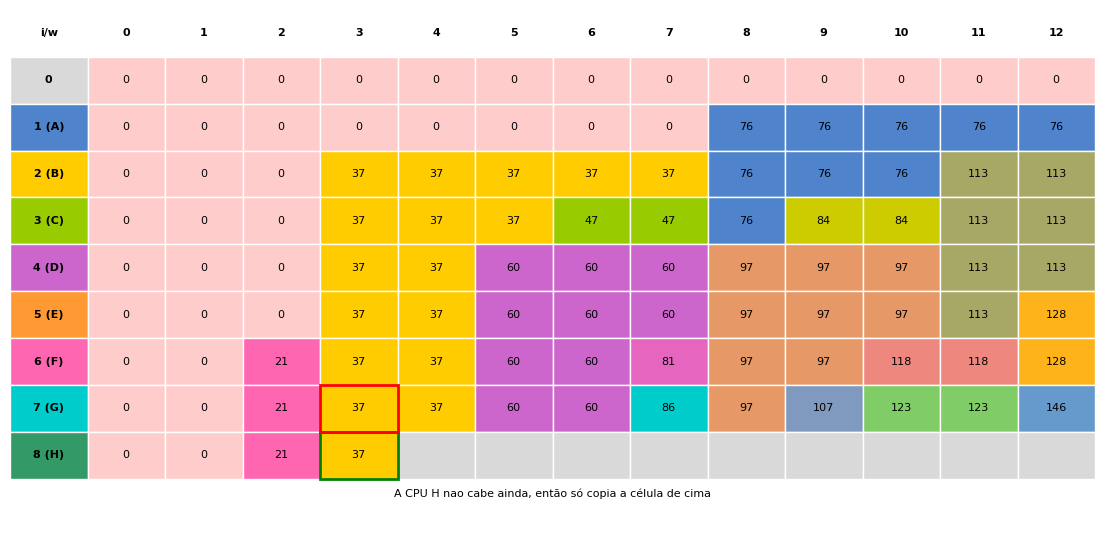 i/w 0 1 2 3 4 5 6 7 8 9 10 11 12
0 0 0 0 0 0 0 0 0 0 0 0 0 0
1 (A) 0 0 0 0 0 0 0 0 76 76 76 76 76
2 (B) 0 0 0 37 37 37 37 37 76 76 76 113 113
3 (C) 0 0 0 37 37 37 47 47 76 84 84 113 113
4 (D) 0 0 0 37 37 60 60 60 97 97 97 113 113
5 (E) 0 0 0 37 37 60 60 60 97 97 97 113 128
6 (F) 0 0 21 37 37 60 60 81 97 97 118 118 128
7 (G) 0 0 21 37 37 60 60 86 97 107 123 123 146
8 (H) 0 0 21 37
A CPU H nao cabe ainda, então só copia a célula de cima